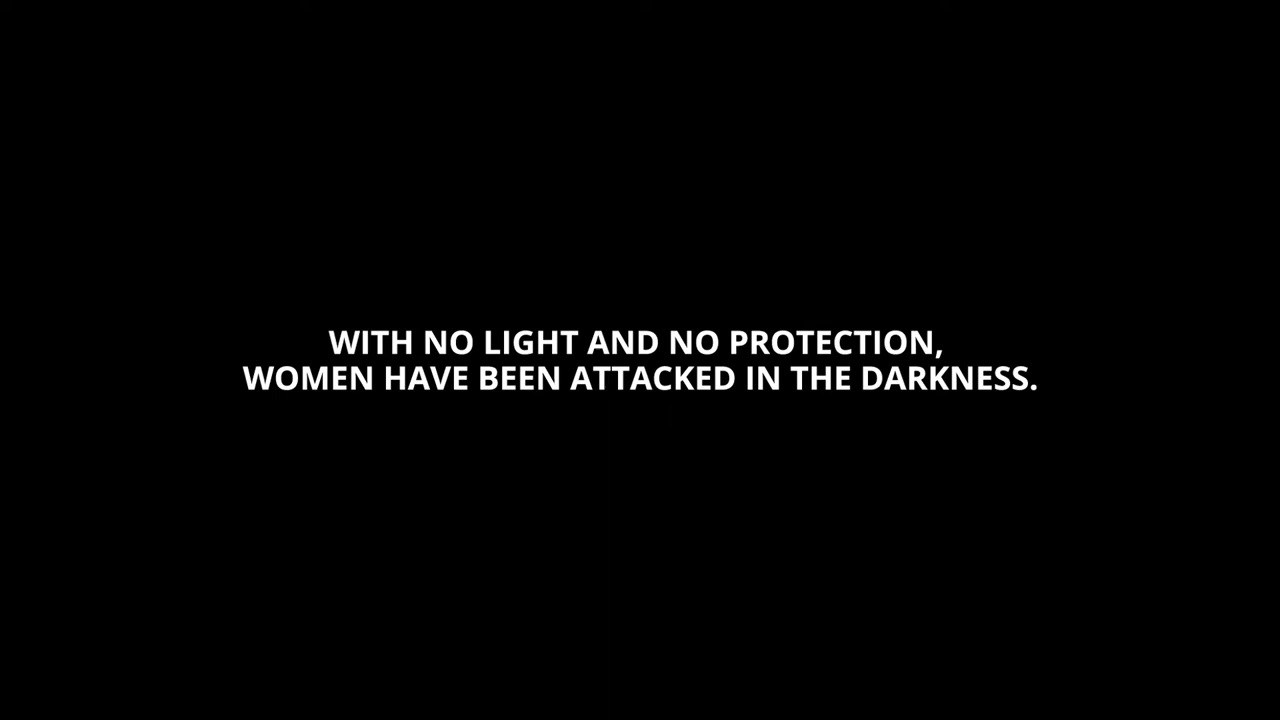 WITH NO LIGHT AND NO PROTECTION,
WOMEN HAVE BEEN ATTACKED IN THE DARKNESS.